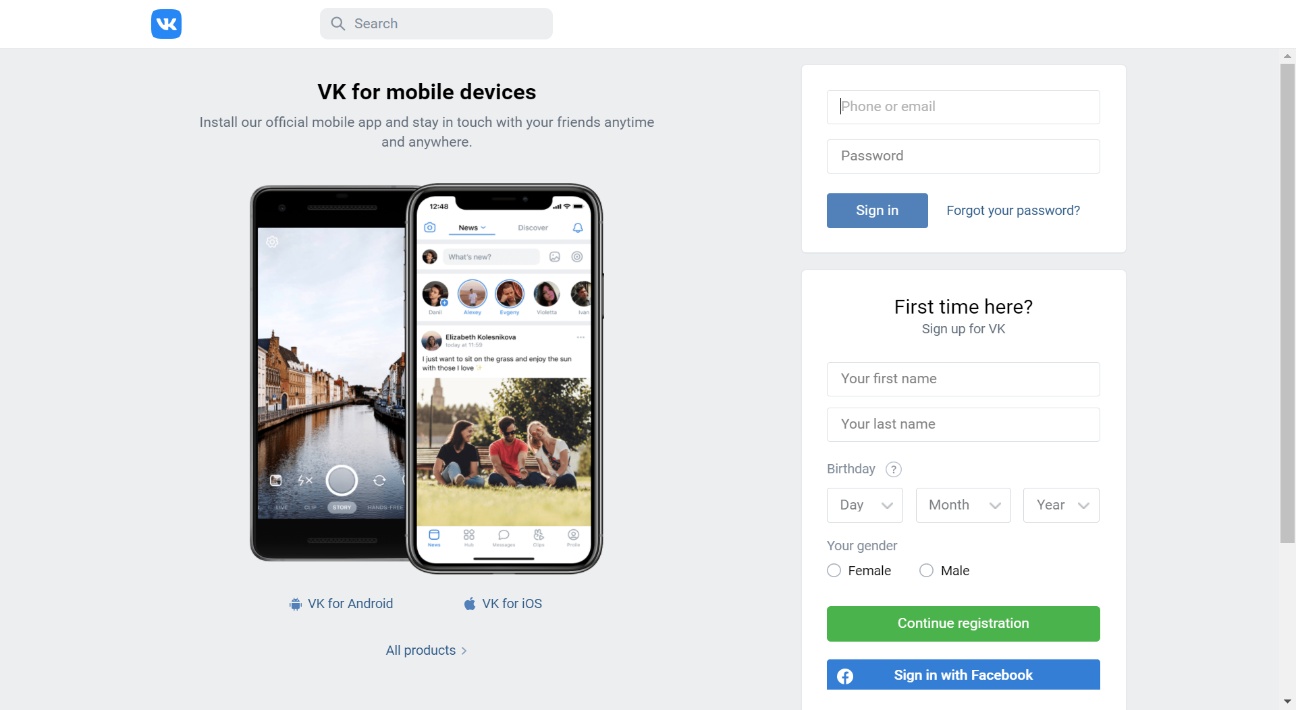 VK
Search
VK for mobile devices
Install our official mobile app and stay in touch with your friends anytime
and anywhere.
12:48
News
Discover
What's new?
Alexey
Evgeny
Violetta
Ivan
Elizabeth Kolesnikova
today at 11:59
I just want to sit on the grass and enjoy the sun
with those I love
LIVE
CLIP
STORY
HANDS-FREE
News
Hub
Messages
Clips
Profile
VK for Android
VK for iOS
All products
Phone or email
Password
Sign in
Forgot your password?
First time here?
Sign up for VK
Your first name
Your last name
Birthday ?
Day
Month
Year
Your gender
Female
Male
Continue registration
Sign in with Facebook